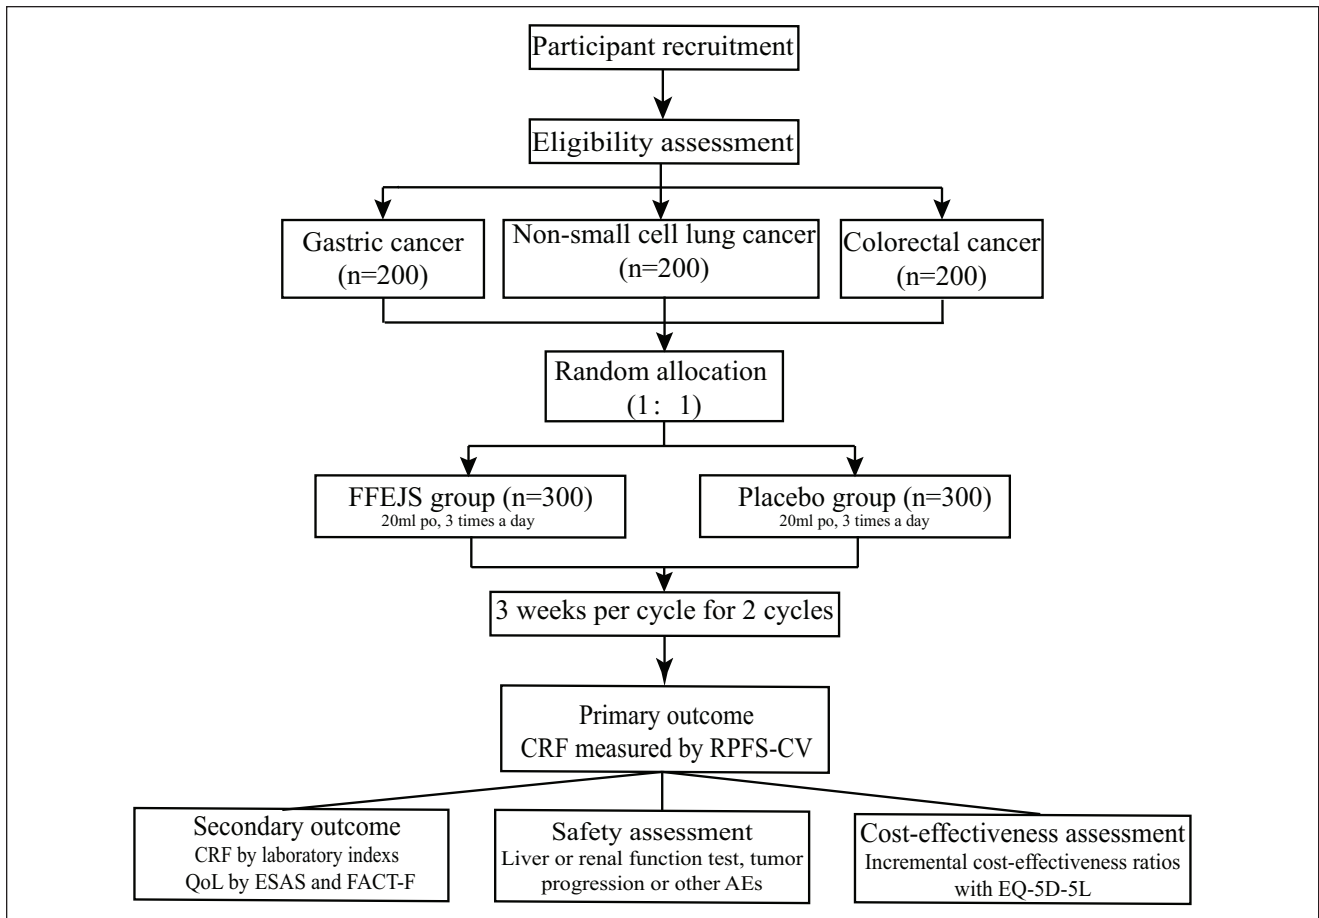 Participant recruitment
Eligibility assessment
Gastric cancer
(n=200)
Non-small cell lung cancer
(n=200)
Colorectal cancer
(n=200)
Random allocation
(1: 1)
FFEJS group (n=300)
20ml po, 3 times a day
Placebo group (n=300)
20ml po, 3 times a day
3 weeks per cycle for 2 cycles
Primary outcome
CRF measured by RPFS-CV
Secondary outcome
CRF by laboratory indexs
QoL by ESAS and FACT-F
Safety assessment
Liver or renal function test, tumor
progression or other AEs
Cost-effectiveness assessment
Incremental cost-effectiveness ratios
with EQ-5D-5L